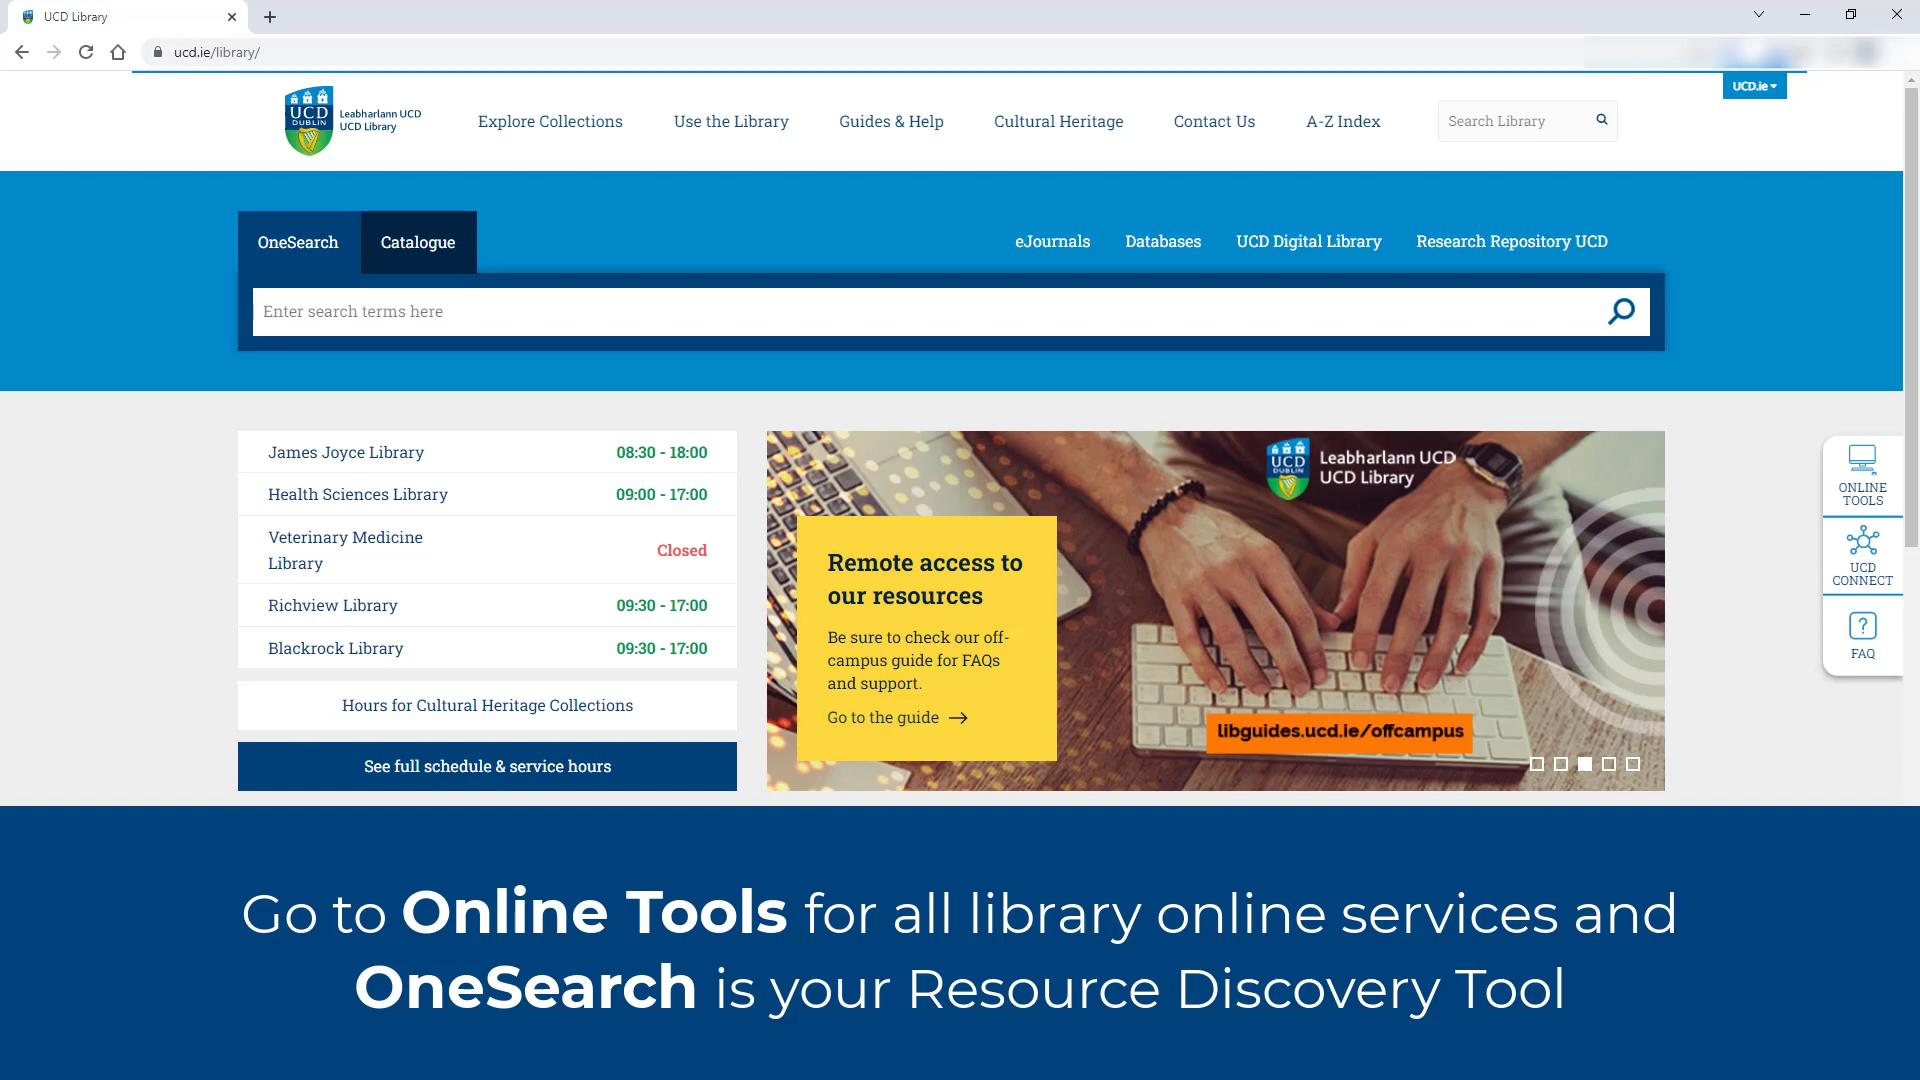 UCD Library
ucd.ie/library/
UCD.ie
UCD
DUBLIN
Leabharlann UCD
UCD Library
Explore Collections
Use the Library
Guides & Help
Cultural Heritage
Contact Us
A-Z Index
Search Library
OneSearch
Catalogue
eJournals
Databases
UCD Digital Library
Research Repository UCD
Enter search terms here
James Joyce Library 08:30 - 18:00
Health Sciences Library 09:00 - 17:00
Veterinary Medicine
Library
Closed
Richview Library 09:30 - 17:00
Blackrock Library 09:30 - 17:00
Hours for Cultural Heritage Collections
See full schedule & service hours
UCD
DUBLIN
Leabharlann UCD
UCD Library
Remote access to
our resources
Be sure to check our off-
campus guide for FAQs
and support.
Go to the guide
libguides.ucd.ie/offcampus
ONLINE
TOOLS
UCD
CONNECT
?
FAQ
Go to Online Tools for all library online services and
OneSearch is your Resource Discovery Tool